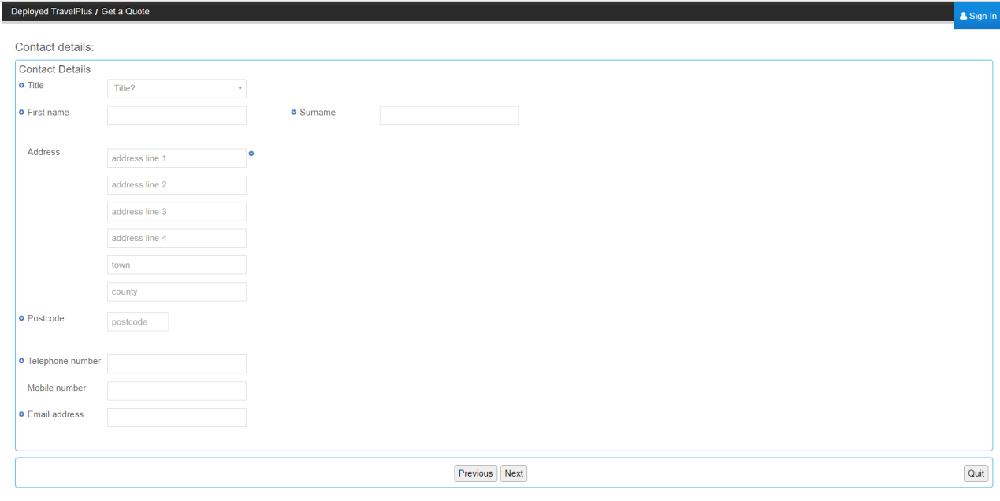 Deployed TravelPlus / Get a Quote
Sign In
Contact details:
Contact Details
Title
Title?
First name
Surname
Address
address line 1
address line 2
address line 3
address line 4
town
county
Postcode
postcode
Telephone number
Mobile number
Email address
Previous Next Quit